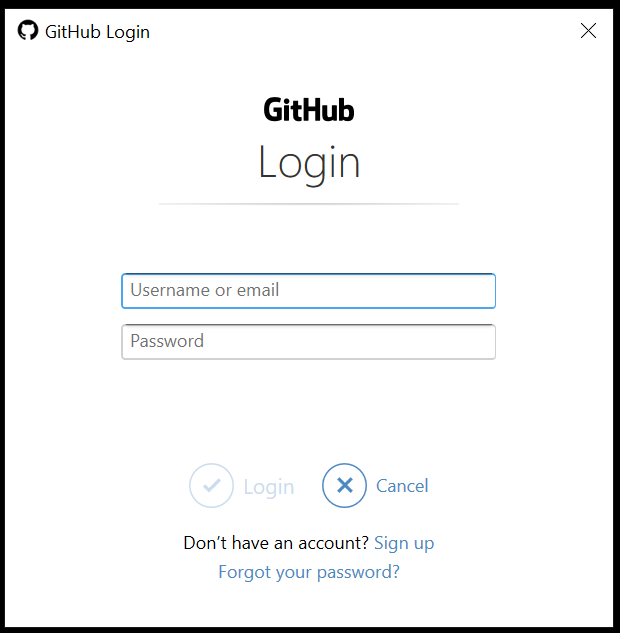 GitHub Login
GitHub
Login
Username or email
Password
Login Cancel
Don’t have an account? Sign up
Forgot your password?